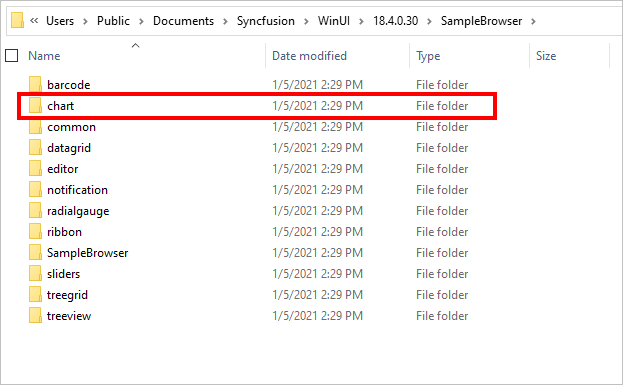 « Users › Public › Documents › Syncfusion › WinUI › 18.4.0.30 › SampleBrowser ›
Name Date modified Type Size
barcode 1/5/2021 2:29 PM File folder
chart 1/5/2021 2:29 PM File folder
common 1/5/2021 2:29 PM File folder
datagrid 1/5/2021 2:29 PM File folder
editor 1/5/2021 2:29 PM File folder
notification 1/5/2021 2:29 PM File folder
radialgauge 1/5/2021 2:29 PM File folder
ribbon 1/5/2021 2:29 PM File folder
SampleBrowser 1/5/2021 2:29 PM File folder
sliders 1/5/2021 2:29 PM File folder
treegrid 1/5/2021 2:29 PM File folder
treeview 1/5/2021 2:29 PM File folder